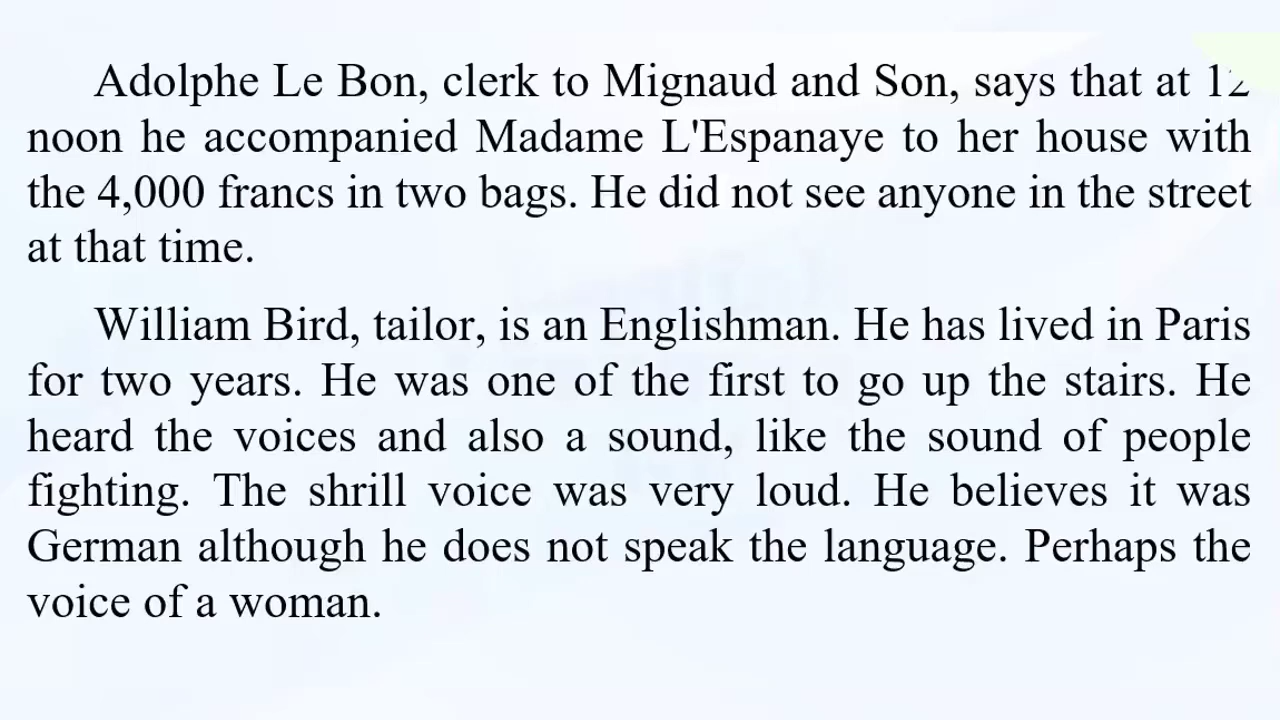 Adolphe Le Bon, clerk to Mignaud and Son, says that at 12
noon he accompanied Madame L'Espanaye to her house with
the 4,000 francs in two bags. He did not see anyone in the street
at that time.
William Bird, tailor, is an Englishman. He has lived in Paris
for two years. He was one of the first to go up the stairs. He
heard the voices and also a sound, like the sound of people
fighting. The shrill voice was very loud. He believes it was
German although he does not speak the language. Perhaps the
voice of a woman.